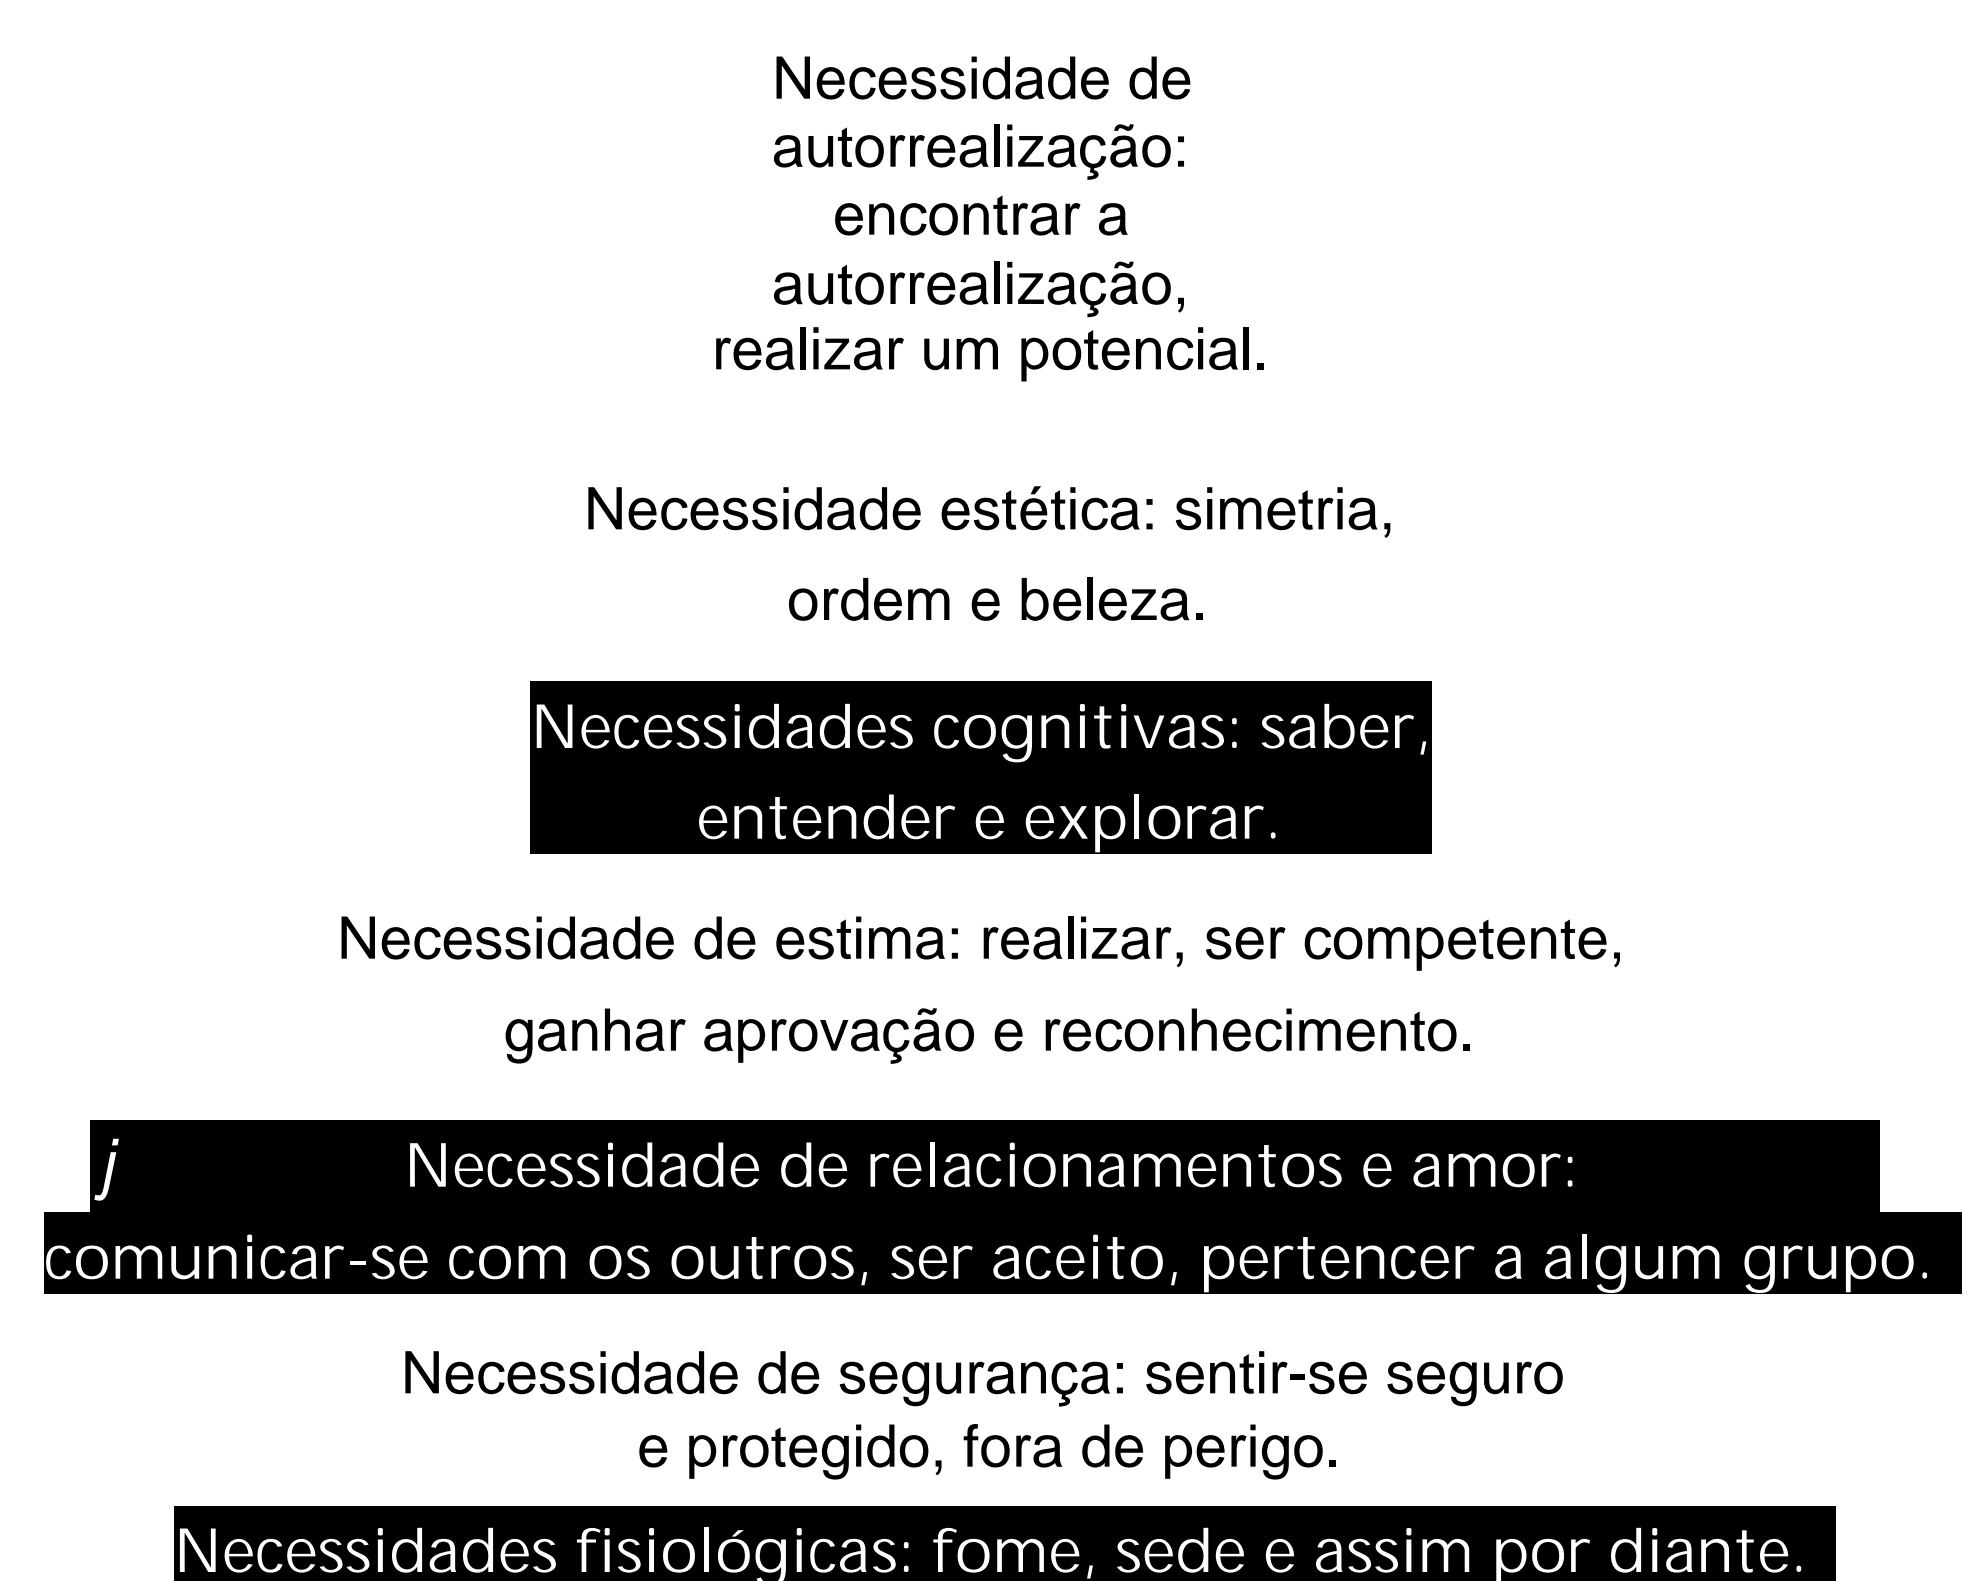 Necessidade de
autorrealização:
encontrar a
autorrealização,
realizar um potencial.
Necessidade estética: simetria,
ordem e beleza.
Necessidades cognitivas: saber,
entender e explorar.
Necessidade de estima: realizar, ser competente,
ganhar aprovação e reconhecimento.
j Necessidade de relacionamentos e amor:
comunicar-se com os outros, ser aceito, pertencer a algum grupo.
Necessidade de segurança: sentir-se seguro
e protegido, fora de perigo.
Necessidades fisiológicas: fome, sede e assim por diante.